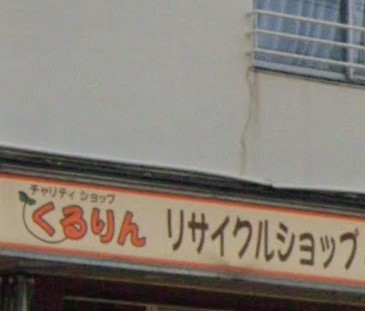 チャリティ ショップ
くるりん リサイクルショップ